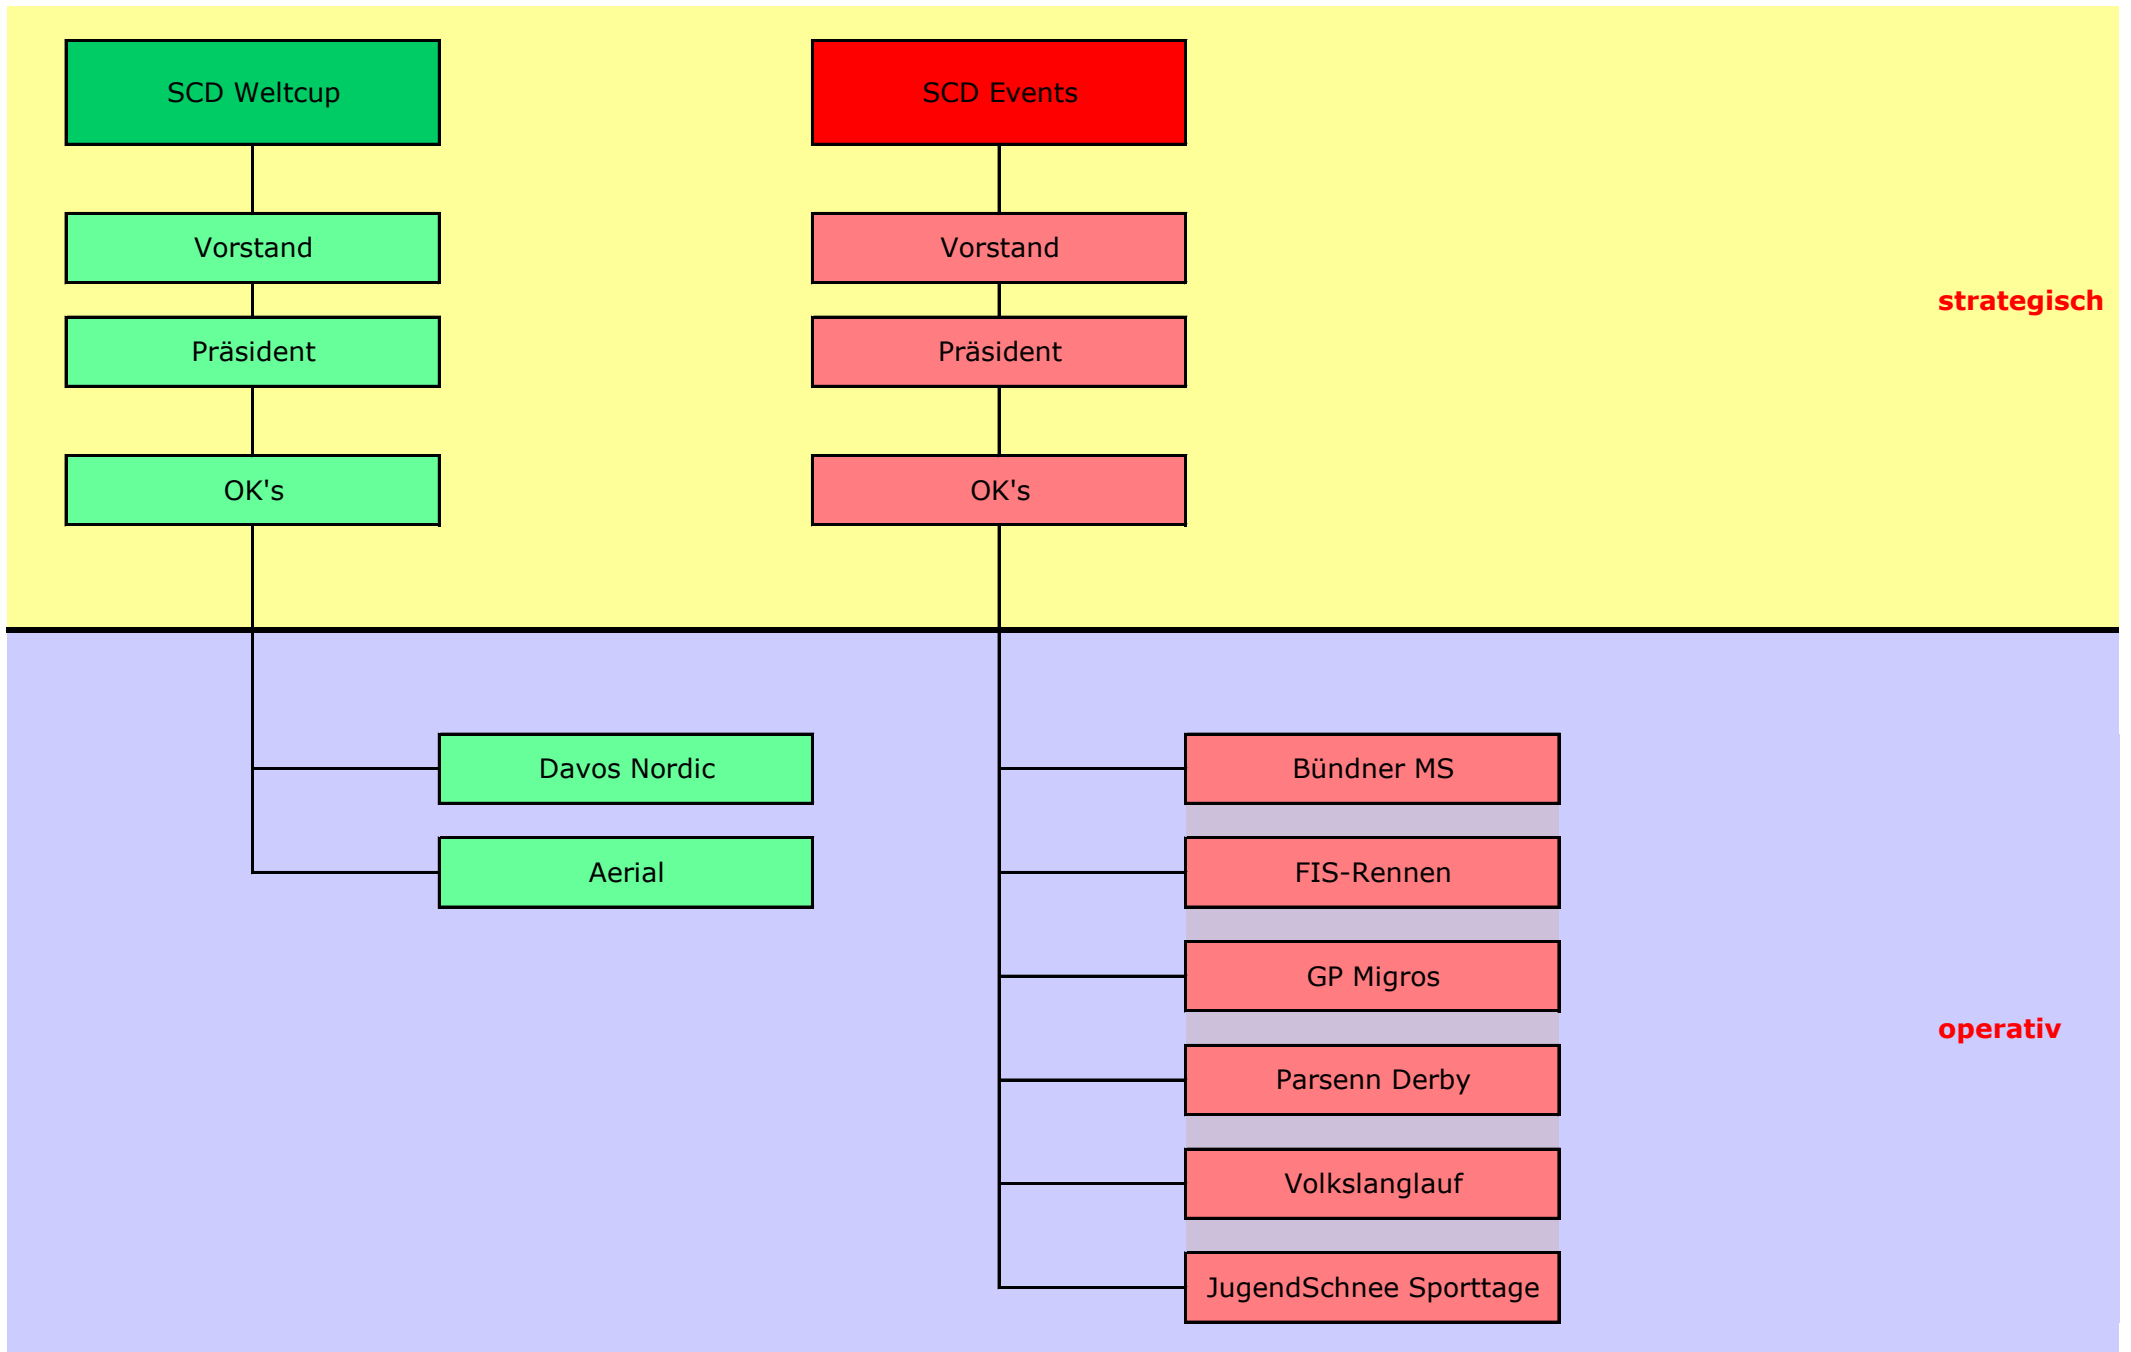 SCD Weltcup
SCD Events
Vorstand
Vorstand
strategisch
Präsident
Präsident
OK's
OK's
Davos Nordic
Bündner MS
Aerial
FIS-Rennen
GP Migros
operativ
Parsenn Derby
Volkslanglauf
JugendSchnee Sporttage